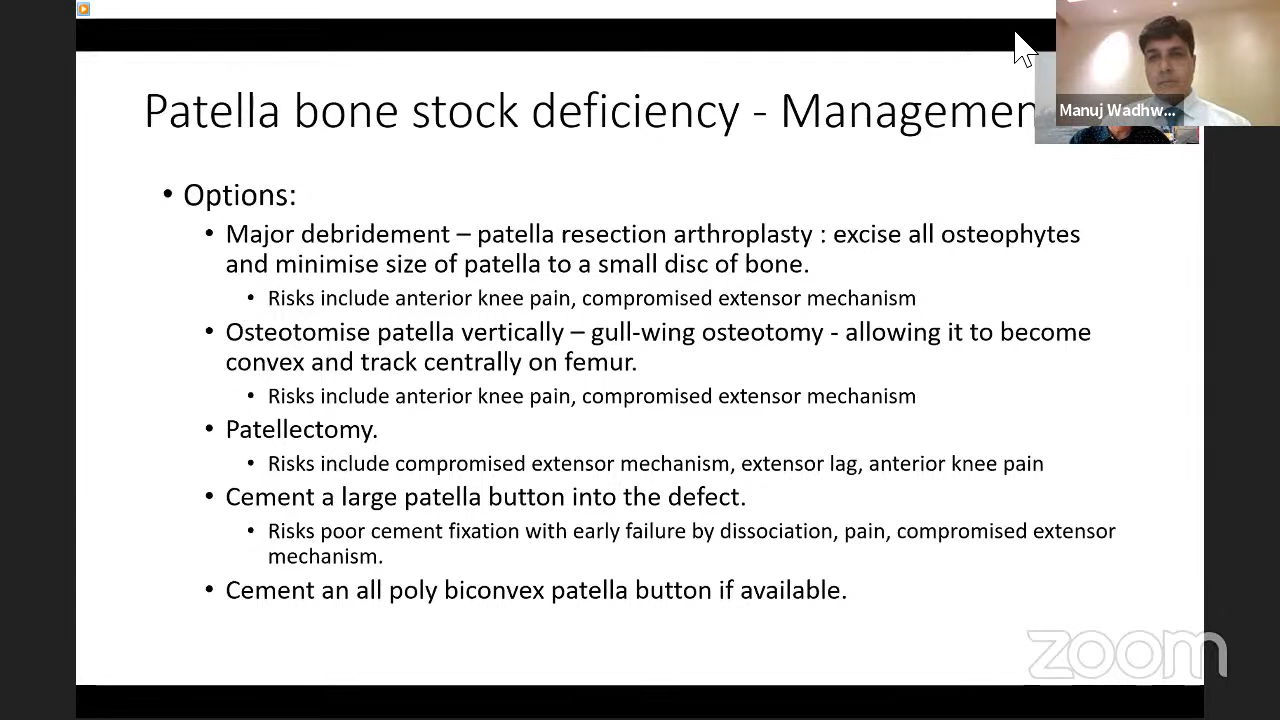 Patella bone stock deficiency - Managemen
Manuj Wadhw...
• Options:
• Major debridement – patella resection arthroplasty : excise all osteophytes
and minimise size of patella to a small disc of bone.
• Risks include anterior knee pain, compromised extensor mechanism
• Osteotomise patella vertically – gull-wing osteotomy - allowing it to become
convex and track centrally on femur.
• Risks include anterior knee pain, compromised extensor mechanism
• Patellectomy.
• Risks include compromised extensor mechanism, extensor lag, anterior knee pain
• Cement a large patella button into the defect.
• Risks poor cement fixation with early failure by dissociation, pain, compromised extensor
mechanism.
• Cement an all poly biconvex patella button if available.
zoom